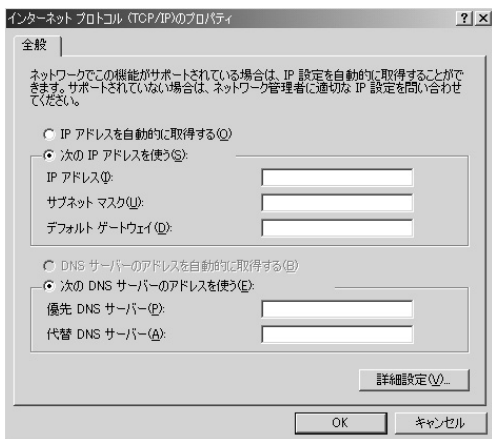 インターネット プロトコル (TCP/IP)のプロパティ
全般
ネットワークでこの機能がサポートされている場合は、IP 設定を自動的に取得することがで
きます。サポートされていない場合は、ネットワーク管理者に適切な IP 設定を問い合わせ
てください。
IP アドレスを自動的に取得する(O)
次の IP アドレスを使う(S):
IP アドレス(I):
サブネット マスク(U):
デフォルト ゲートウェイ(D):
DNS サーバーのアドレスを自動的に取得する(B)
次の DNS サーバーのアドレスを使う(E):
優先 DNS サーバー(P):
代替 DNS サーバー(A):
詳細設定(V)...
OK
キャンセル